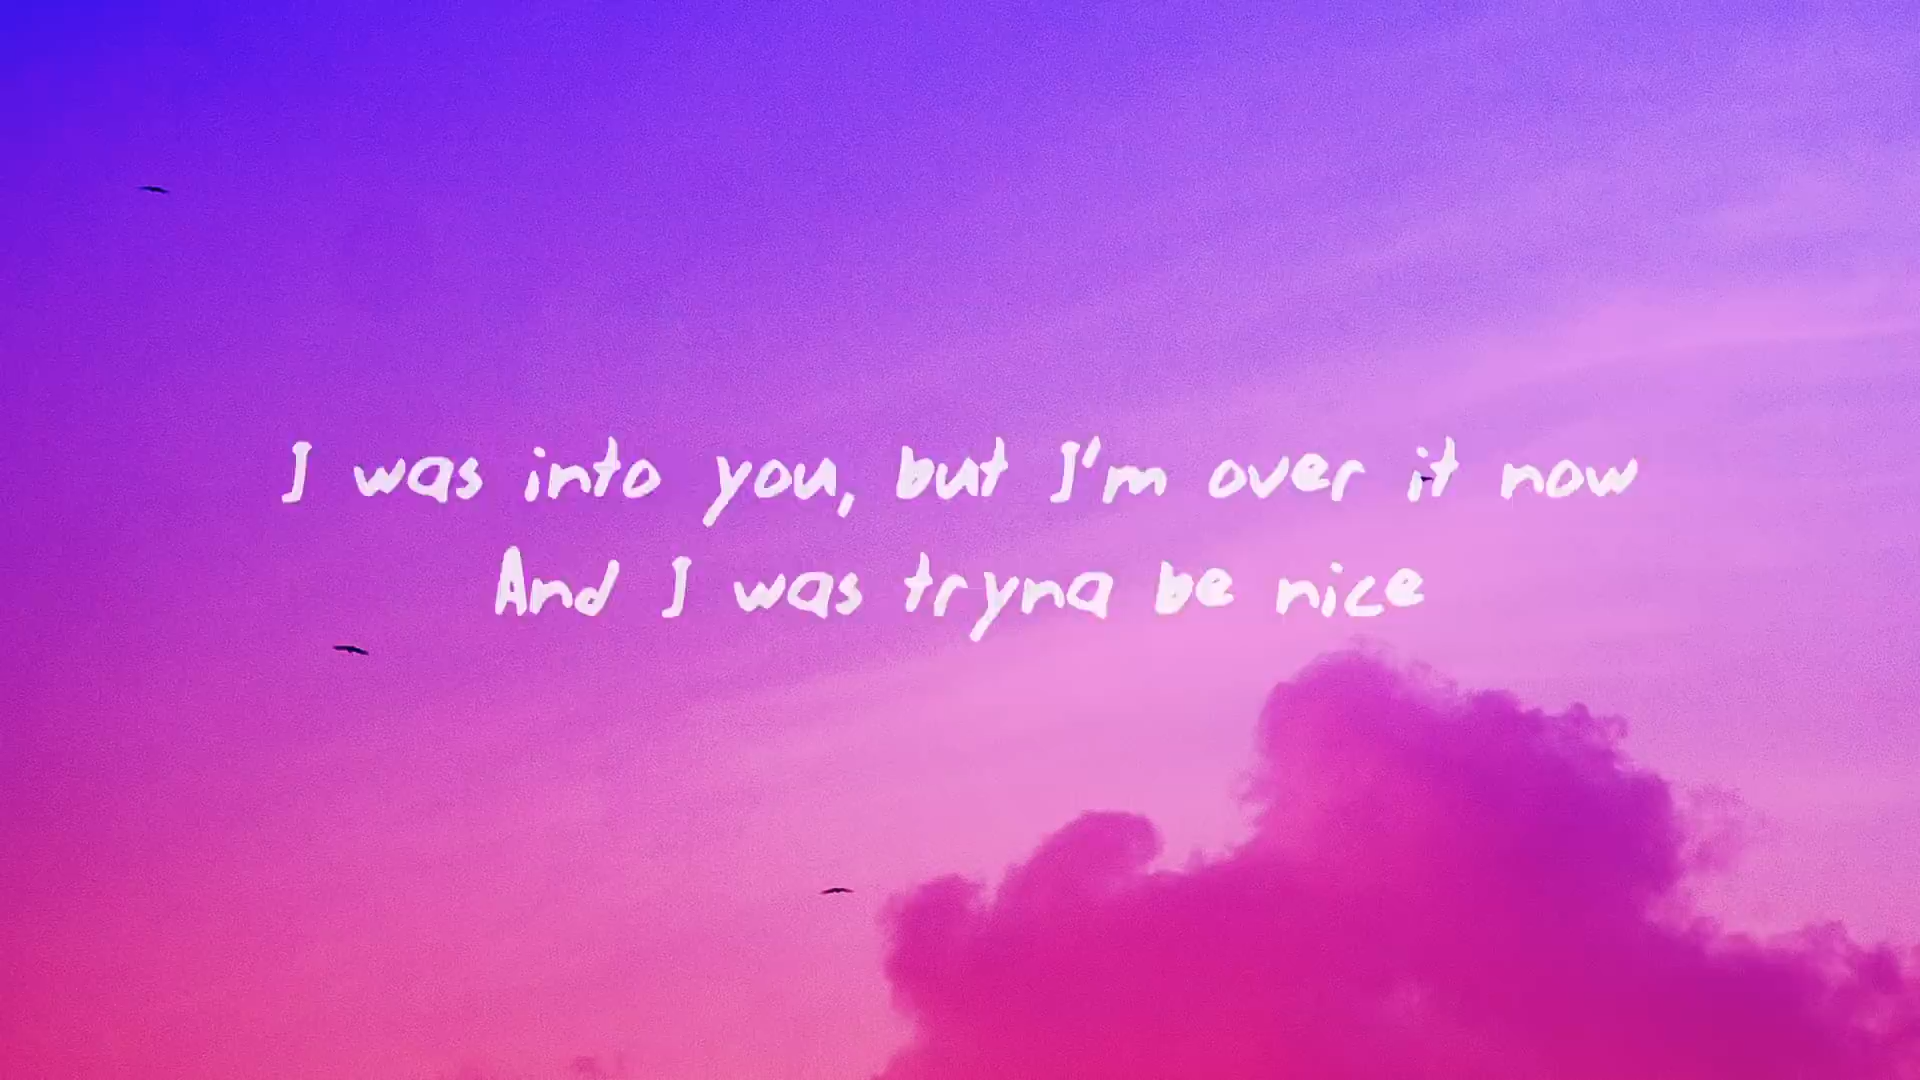 I was into you, but I'm over it now
And I was tryna be nice